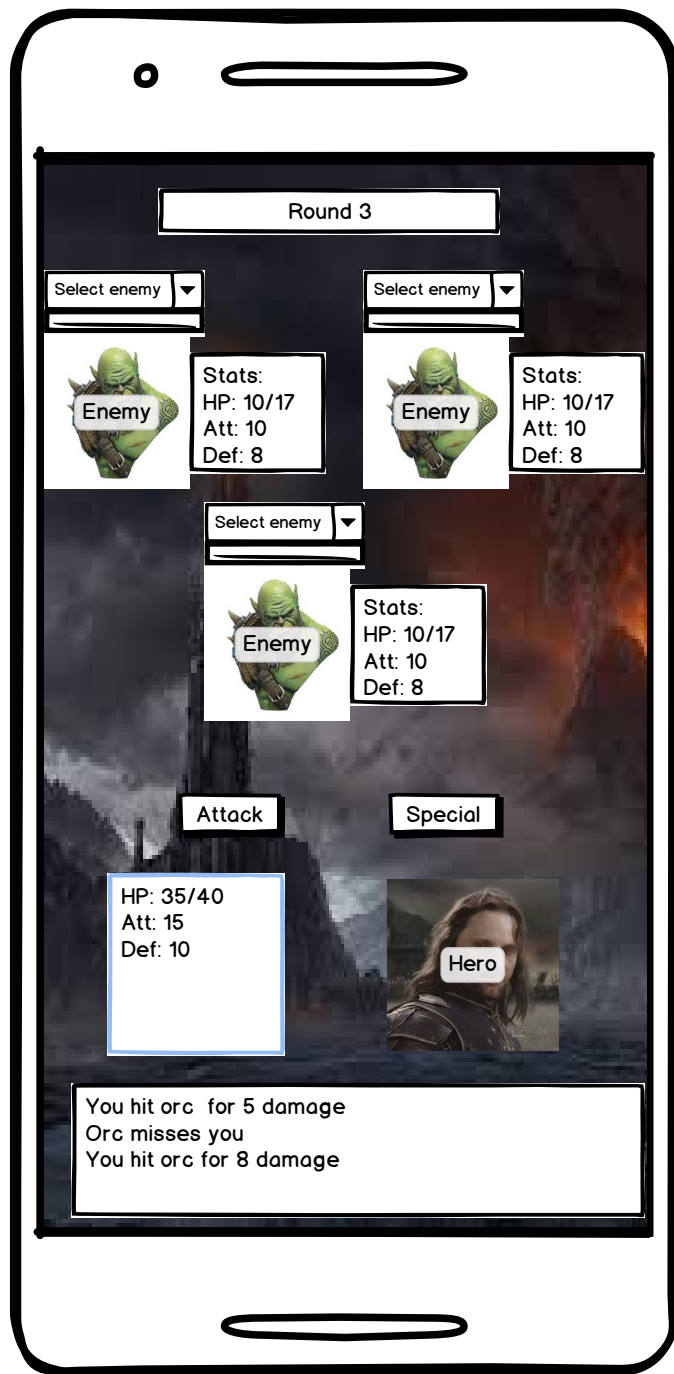 Round 3
Select enemy
Enemy
Stats:
HP: 10/17
Att: 10
Def: 8
Select enemy
Enemy
Stats:
HP: 10/17
Att: 10
Def: 8
Select enemy
Enemy
Stats:
HP: 10/17
Att: 10
Def: 8
Attack
Special
HP: 35/40
Att: 15
Def: 10
Hero
You hit orc  for 5 damage
Orc misses you
You hit orc for 8 damage